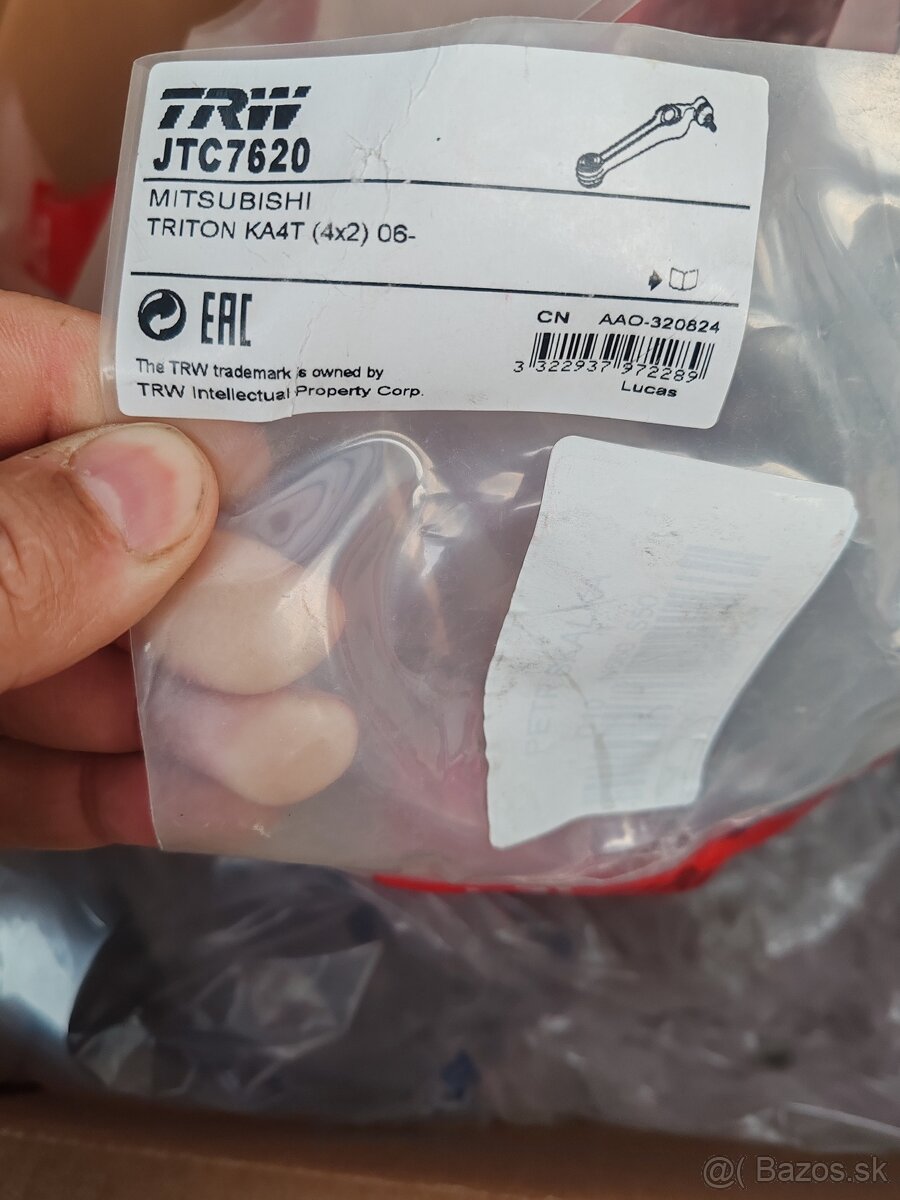 TRW
JTC7620
MITSUBISHI
TRITON KA4T (4x2) 06-
EAC
CN AAO-320824
3 322937 972289
Lucas
The TRW trademark is owned by
TRW Intellectual Property Corp.
@( Bazos.sk